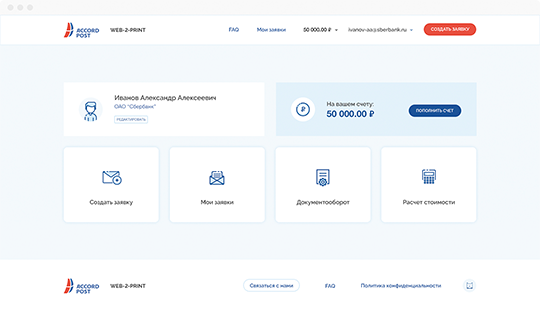 ACCORD POST
WEB-2-PRINT
FAQ
Мои заявки
50 000.00 ₽
ivanov-aa@sberbank.ru
СОЗДАТЬ ЗАЯВКУ
Иванов Александр Алексеевич
ОАО "Сбербанк"
РЕДАКТИРОВАТЬ
На вашем счету:
50 000.00 ₽
ПОПОЛНИТЬ СЧЕТ
Создать заявку
Мои заявки
Документооборот
Расчет стоимости
ACCORD POST
WEB-2-PRINT
Связаться с нами
FAQ
Политика конфиденциальности